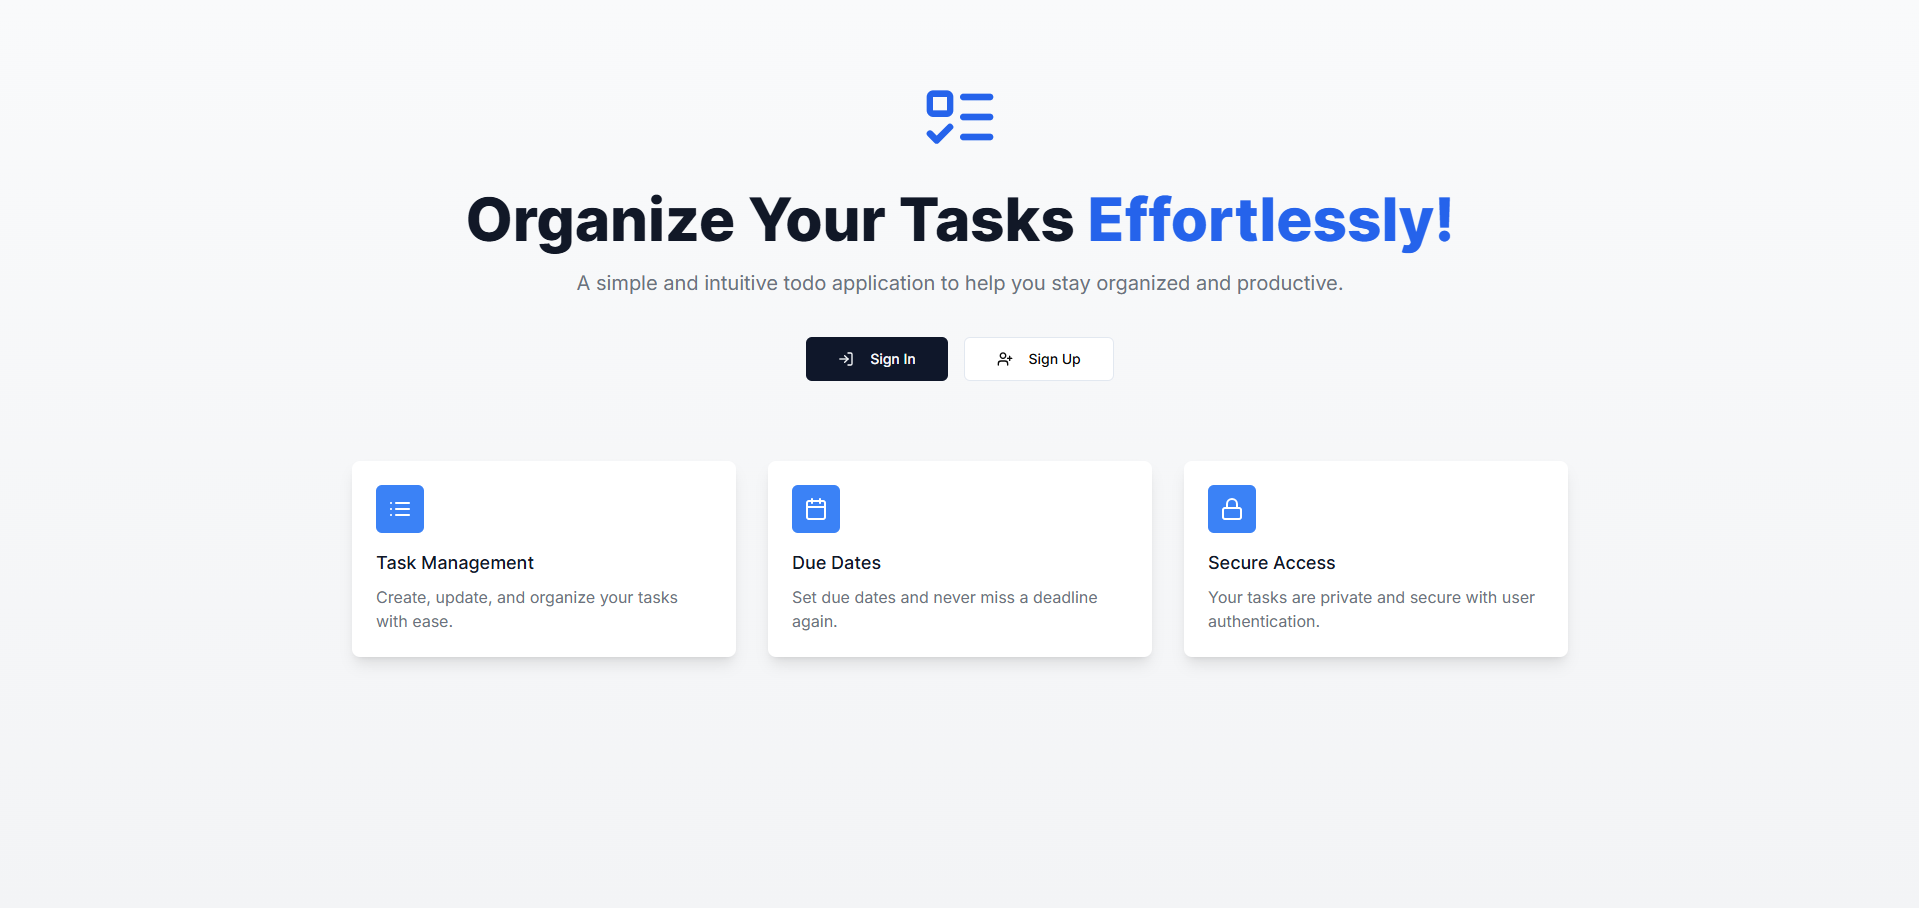 Organize Your Tasks Effortlessly!
A simple and intuitive todo application to help you stay organized and productive.
Sign In
Sign Up
Task Management
Create, update, and organize your tasks
with ease.
Due Dates
Set due dates and never miss a deadline
again.
Secure Access
Your tasks are private and secure with user
authentication.